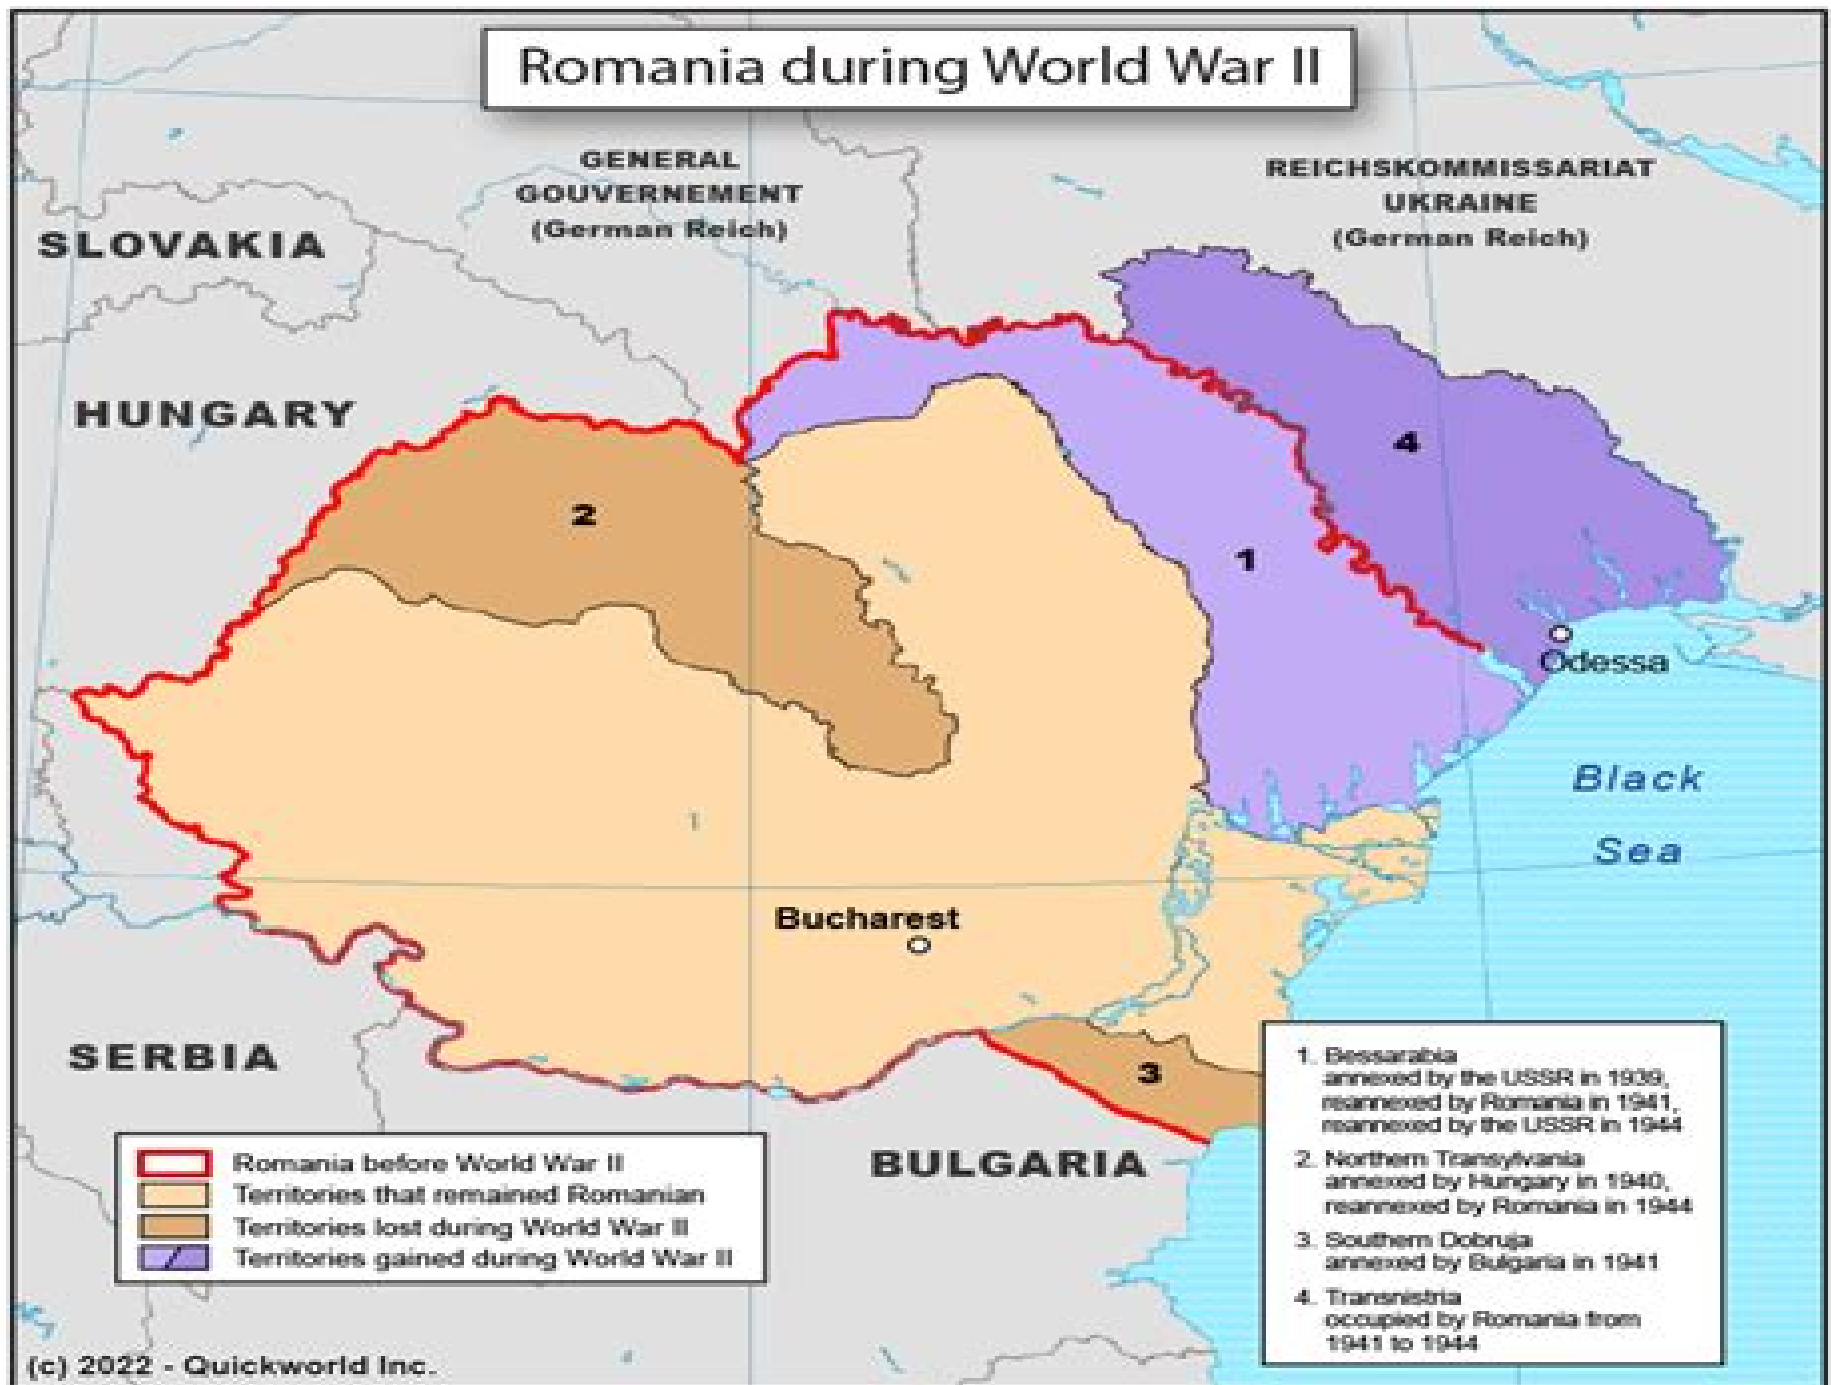 Romania during World War II
GENERAL
GOUVERNEMENT
(German Reich)
REICHSKOMMISSARIAT
UKRAINE
(German Reich)
SLOVAKIA
HUNGARY
2
4
1
Odessa
Black
Sea
Bucharest
SERBIA
3
BULGARIA
Romania before World War II
Territories that remained Romanian
Territories lost during World War II
Territories gained during World War II
1. Bessarabia
annexed by the USSR in 1939,
reannexed by Romania in 1941,
reannexed by the USSR in 1944
2. Northern Transylvania
annexed by Hungary in 1940,
reannexed by Romania in 1944
3. Southern Dobruja
annexed by Bulgaria in 1941
4. Transnistria
occupied by Romania from
1941 to 1944
(c) 2022 - Quickworld Inc.